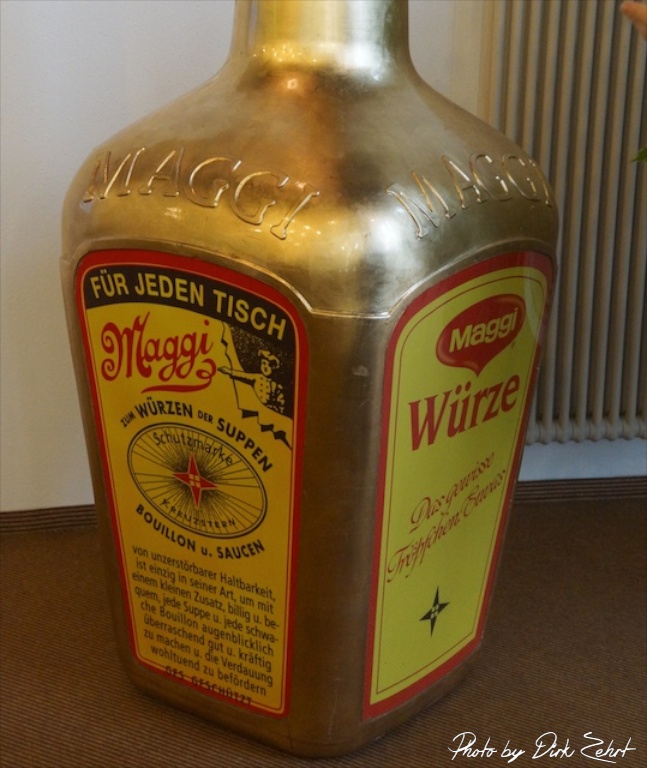 MAGGI
MAGGI
FÜR JEDEN TISCH
Maggi
ZUM WÜRZEN DER SUPPEN
Schutzmarke
KREUZSTERN
BOUILLON u. SAUCEN
von unzerstörbarer Haltbarkeit,
ist einzig in seiner Art, um mit
einem kleinen Zusatz, billig u. be-
quem, jede Suppe u. jede schwa-
che Bouillon augenblicklich
überraschend gut u. kräftig
zu machen u. die Verdauung
wohltuend zu befördern
GES. GESCHÜTZT
Maggi
Würze
Das gewisse
Tröpfchen Etwas
Photo by Dirk Zehrt